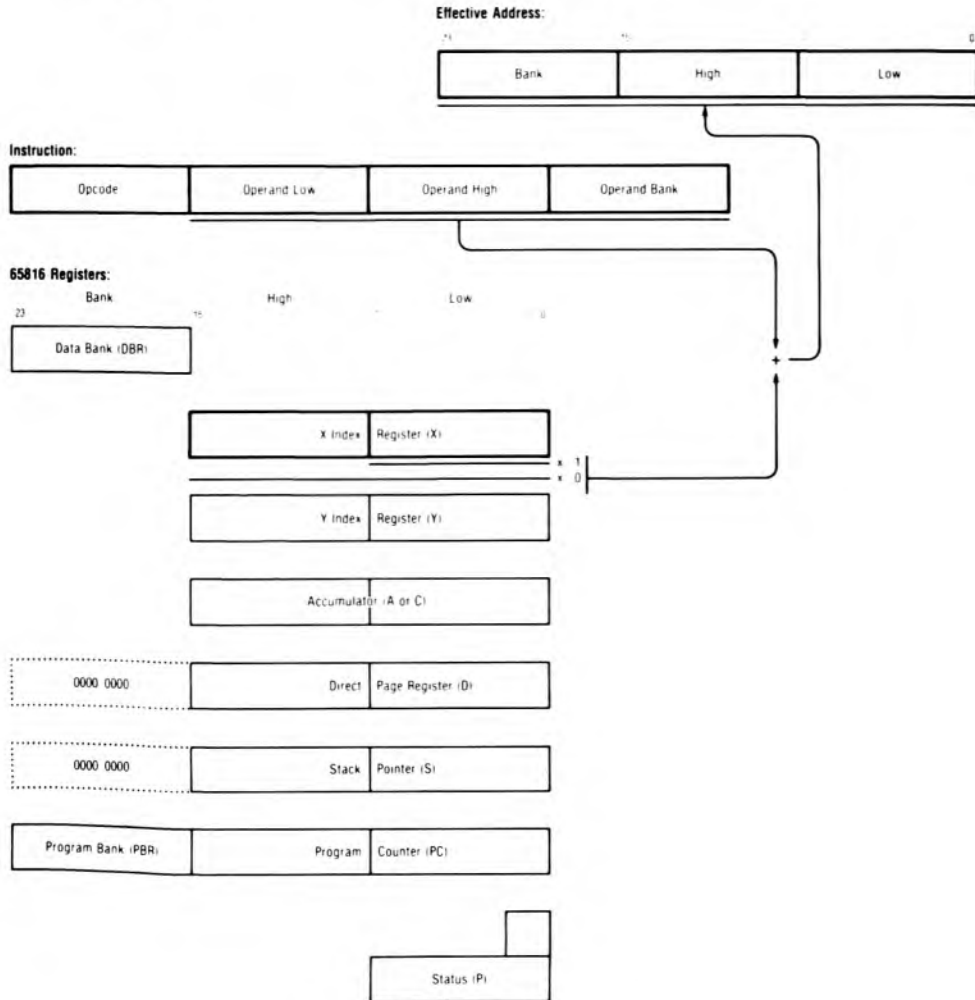 Effective Address:
15 0
Bank High Low
Instruction:
Opcode Operand Low Operand High Operand Bank
65816 Registers:
Bank High Low
23 15 0
Data Bank (DBR)
X Index Register (X)
x 1
x 0
Y Index Register (Y)
Accumulator (A or C)
0000 0000 Direct Page Register (D)
0000 0000 Stack Pointer (S)
Program Bank (PBR) Program Counter (PC)
Status (P)
+